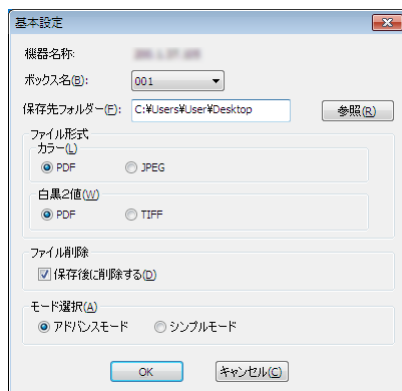 基本設定
機器名称:
ボックス名(B): 001
保存先フォルダー(F): C:¥Users¥User¥Desktop 参照(R)
ファイル形式
カラー(L)
PDF JPEG
白黒2値(W)
PDF TIFF
ファイル削除
保存後に削除する(D)
モード選択(A)
アドバンスモード シンプルモード
OK キャンセル(C)